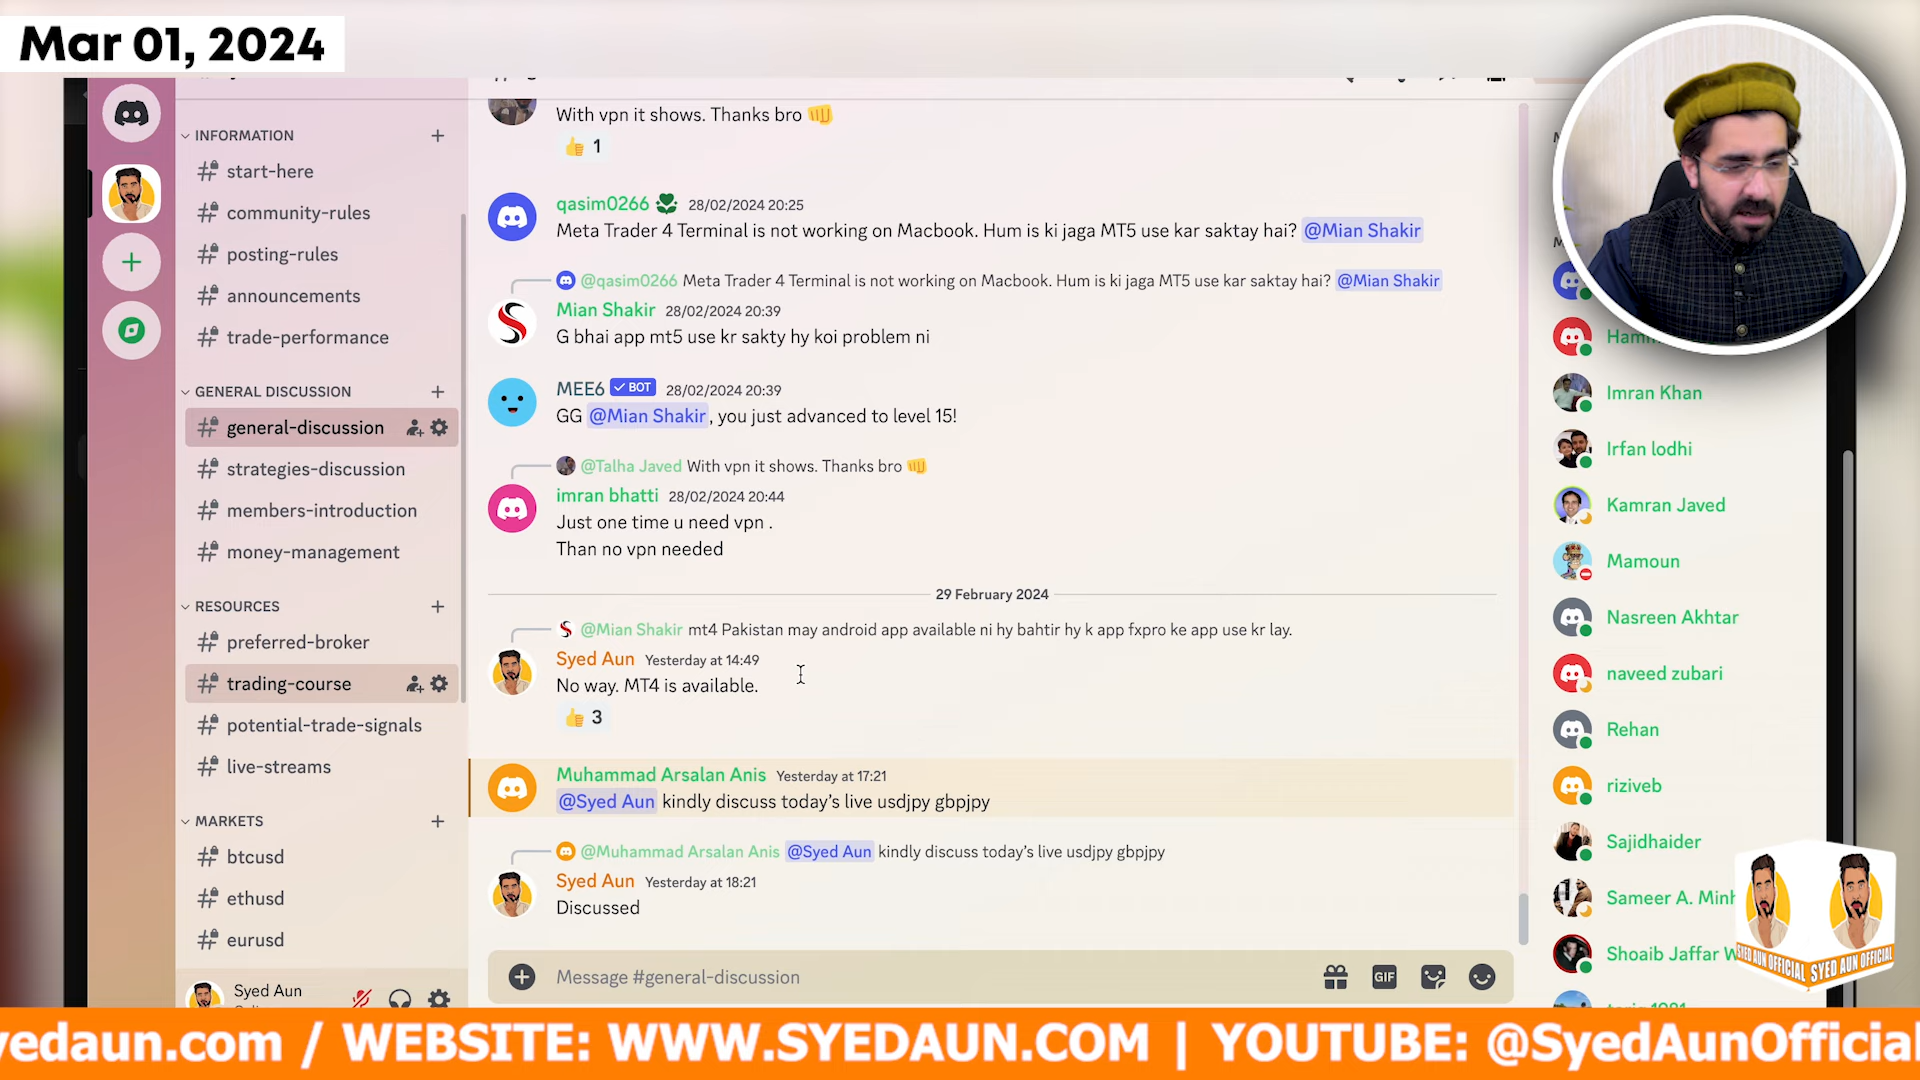 Mar 01, 2024
INFORMATION
start-here
community-rules
posting-rules
announcements
trade-performance
GENERAL DISCUSSION
general-discussion
strategies-discussion
members-introduction
money-management
RESOURCES
preferred-broker
trading-course
potential-trade-signals
live-streams
MARKETS
btcusd
ethusd
eurusd
Syed Aun
With vpn it shows. Thanks bro
1
qasim0266 28/02/2024 20:25
Meta Trader 4 Terminal is not working on Macbook. Hum is ki jaga MT5 use kar saktay hai? @Mian Shakir
@qasim0266 Meta Trader 4 Terminal is not working on Macbook. Hum is ki jaga MT5 use kar saktay hai? @Mian Shakir
Mian Shakir 28/02/2024 20:39
G bhai app mt5 use kr sakty hy koi problem ni
MEE6 BOT 28/02/2024 20:39
GG @Mian Shakir, you just advanced to level 15!
@Talha Javed With vpn it shows. Thanks bro
imran bhatti 28/02/2024 20:44
Just one time u need vpn .
Than no vpn needed
29 February 2024
@Mian Shakir mt4 Pakistan may android app available ni hy bahtir hy k app fxpro ke app use kr lay.
Syed Aun Yesterday at 14:49
No way. MT4 is available.
3
Muhammad Arsalan Anis Yesterday at 17:21
@Syed Aun kindly discuss today's live usdjpy gbpjpy
@Muhammad Arsalan Anis @Syed Aun kindly discuss today's live usdjpy gbpjpy
Syed Aun Yesterday at 18:21
Discussed
Message #general-discussion
GIF
Imran Khan
Irfan lodhi
Kamran Javed
Mamoun
Nasreen Akhtar
naveed zubari
Rehan
riziveb
Sajidhaider
Sameer A. Minh
Shoaib Jaffar W
SYED AUN OFFICIAL SYED AUN OFFICIAL
yedaun.com / WEBSITE: WWW.SYEDAUN.COM | YOUTUBE: @SyedAunOfficial